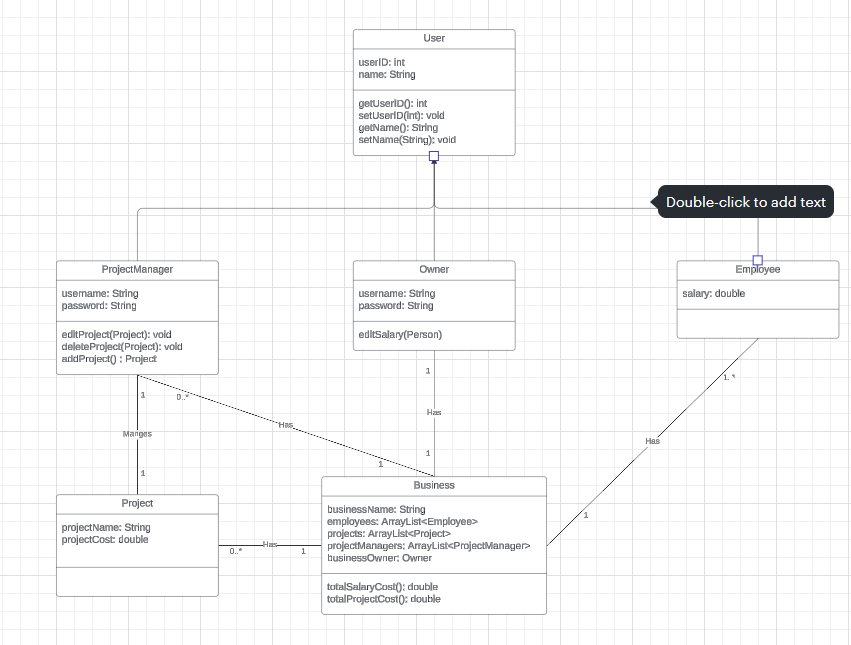 User
userID: int
name: String
getUserID(): int
setUserID(int): void
getName(): String
setName(String): void
Double-click to add text
ProjectManager
username: String
password: String
editProject(Project): void
deleteProject(Project): void
addProject() : Project
Owner
username: String
password: String
editSalary(Person)
Employee
salary: double
1
0..*
Has
1
Manges
1
1
Has
1
1..*
Has
1
Project
projectName: String
projectCost: double
0..*
Has
1
Business
businessName: String
employees: ArrayList<Employee>
projects: ArrayList<Project>
projectManagers: ArrayList<ProjectManager>
businessOwner: Owner
totalSalaryCost(): double
totalProjectCost(): double